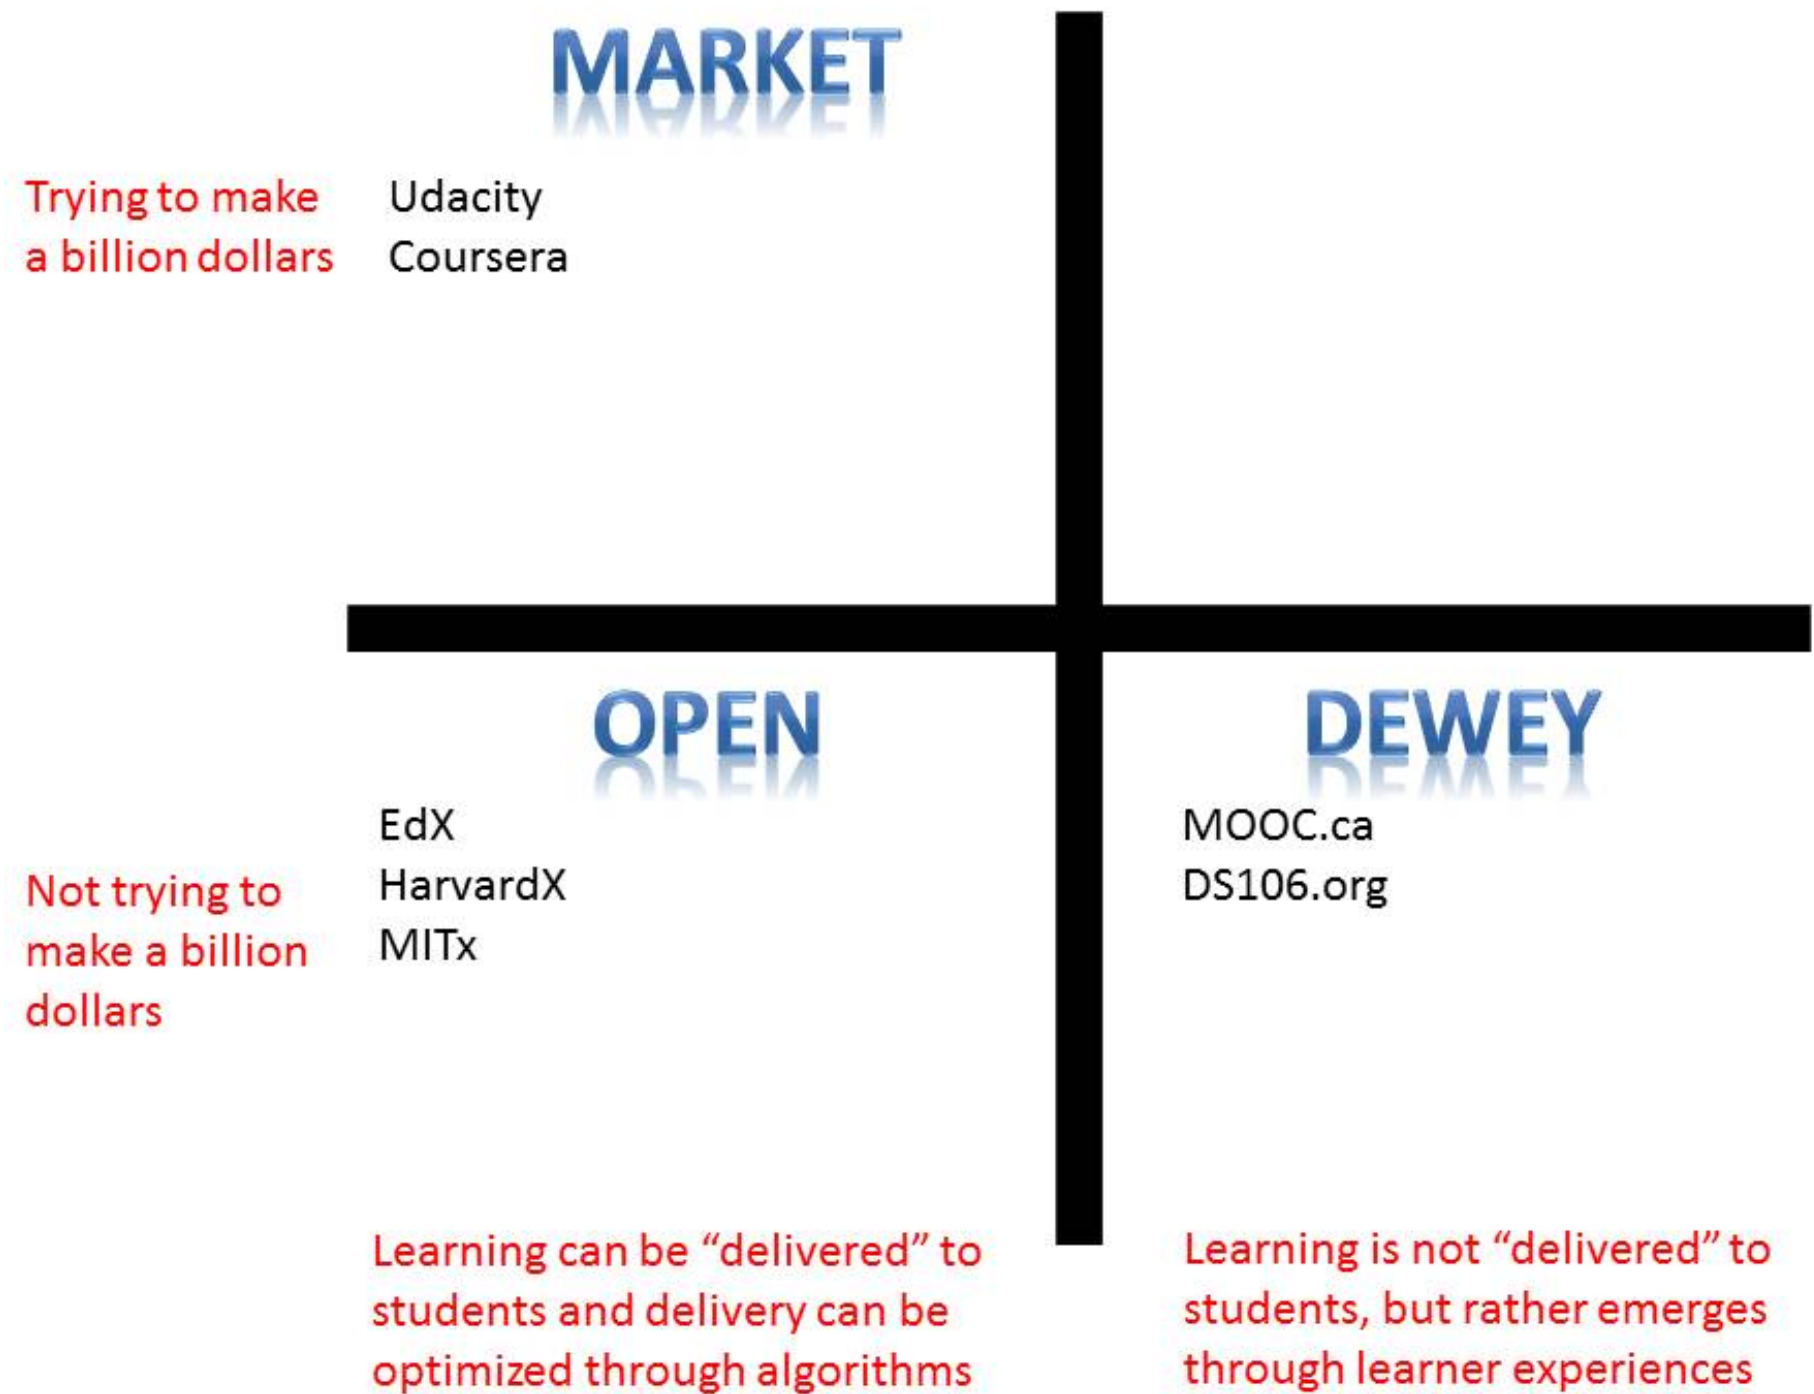 MARKET
Trying to make
a billion dollars
Udacity
Coursera
OPEN
EdX
HarvardX
MITx
DEWEY
MOOC.ca
DS106.org
Not trying to
make a billion
dollars
Learning can be “delivered” to
students and delivery can be
optimized through algorithms
Learning is not “delivered” to
students, but rather emerges
through learner experiences